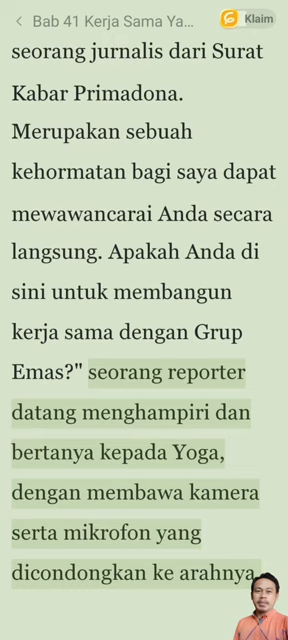 Bab 41 Kerja Sama Ya...
Klaim
seorang jurnalis dari Surat
Kabar Primadona.
Merupakan sebuah
kehormatan bagi saya dapat
mewawancarai Anda secara
langsung. Apakah Anda di
sini untuk membangun
kerja sama dengan Grup
Emas?" seorang reporter
datang menghampiri dan
bertanya kepada Yoga,
dengan membawa kamera
serta mikrofon yang
dicondongkan ke arahnya.